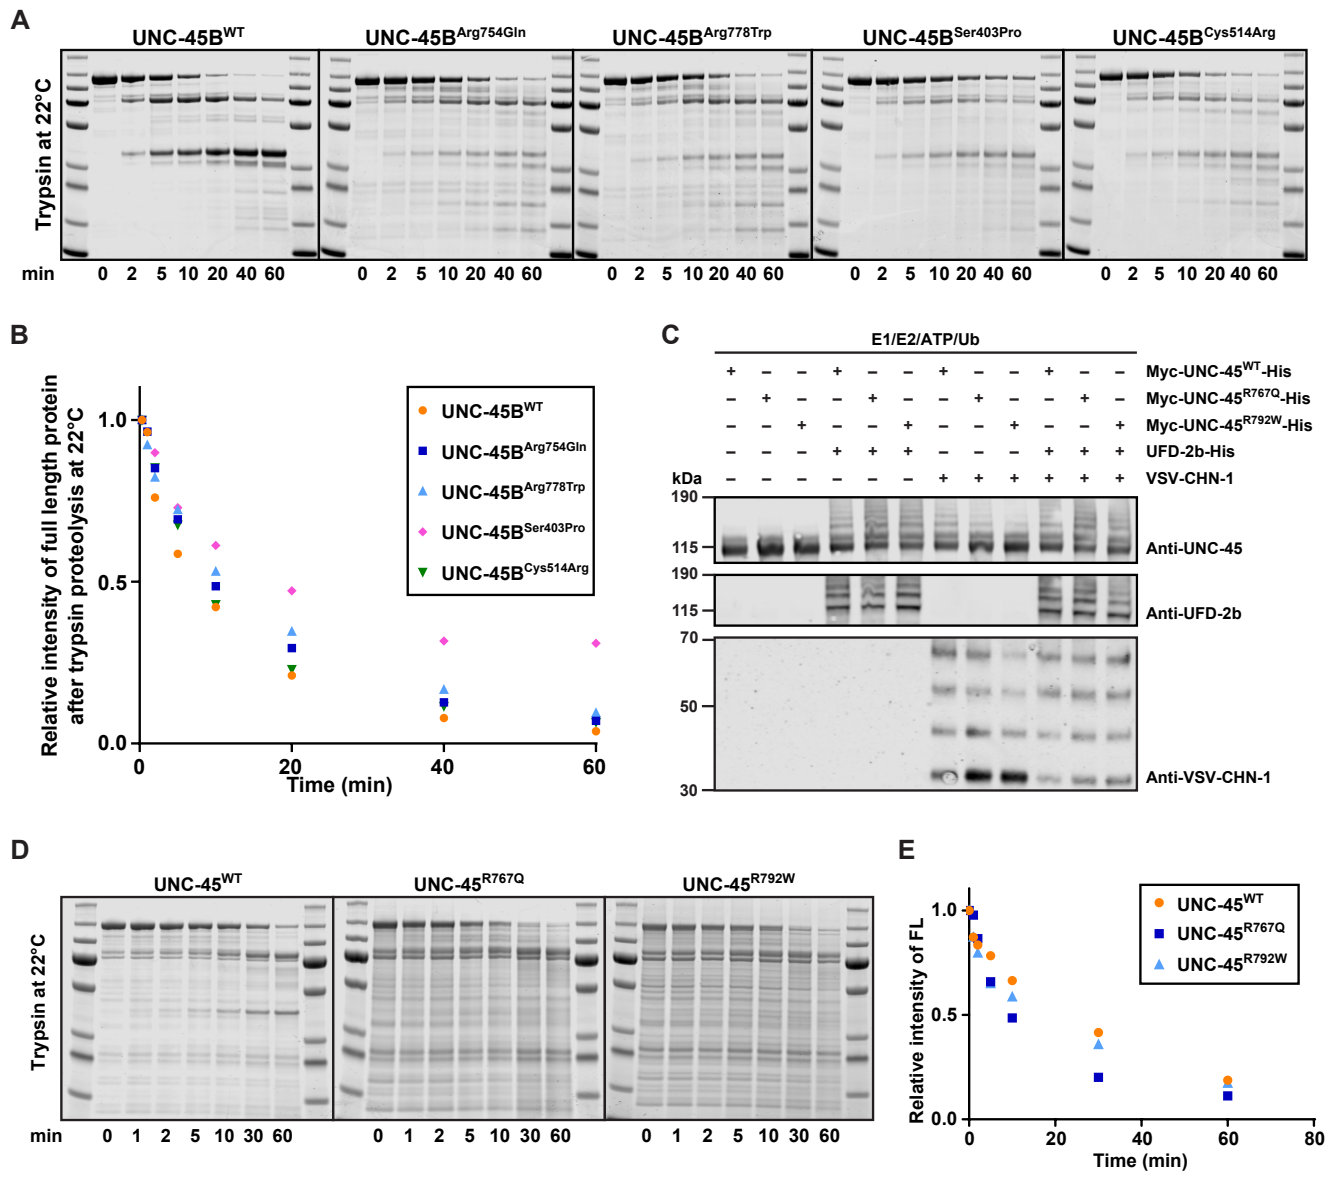 A
UNC-45B^WT UNC-45B^Arg754Gln UNC-45B^Arg778Trp UNC-45B^Ser403Pro UNC-45B^Cys514Arg
Trypsin at 22°C
min 0 2 5 10 20 40 60 0 2 5 10 20 40 60 0 2 5 10 20 40 60 0 2 5 10 20 40 60 0 2 5 10 20 40 60
B
Relative intensity of full length protein
after trypsin proteolysis at 22°C
1.0
0.5
0.0
0 20 40 60
Time (min)
UNC-45B^WT
UNC-45B^Arg754Gln
UNC-45B^Arg778Trp
UNC-45B^Ser403Pro
UNC-45B^Cys514Arg
C
E1/E2/ATP/Ub
+ – – + – – + – – + – – Myc-UNC-45^WT-His
– + – – + – – + – – + – Myc-UNC-45^R767Q-His
– – + – – + – – + – – + Myc-UNC-45^R792W-His
– – – + + + – – – + + + UFD-2b-His
– – – – – – + + + + + + VSV-CHN-1
kDa
190
115
Anti-UNC-45
190
115
Anti-UFD-2b
70
50
30
Anti-VSV-CHN-1
D
UNC-45^WT UNC-45^R767Q UNC-45^R792W
Trypsin at 22°C
min 0 1 2 5 10 30 60 0 1 2 5 10 30 60 0 1 2 5 10 30 60
E
Relative intensity of FL
1.0
0.5
0.0
0 20 40 60 80
Time (min)
UNC-45^WT
UNC-45^R767Q
UNC-45^R792W